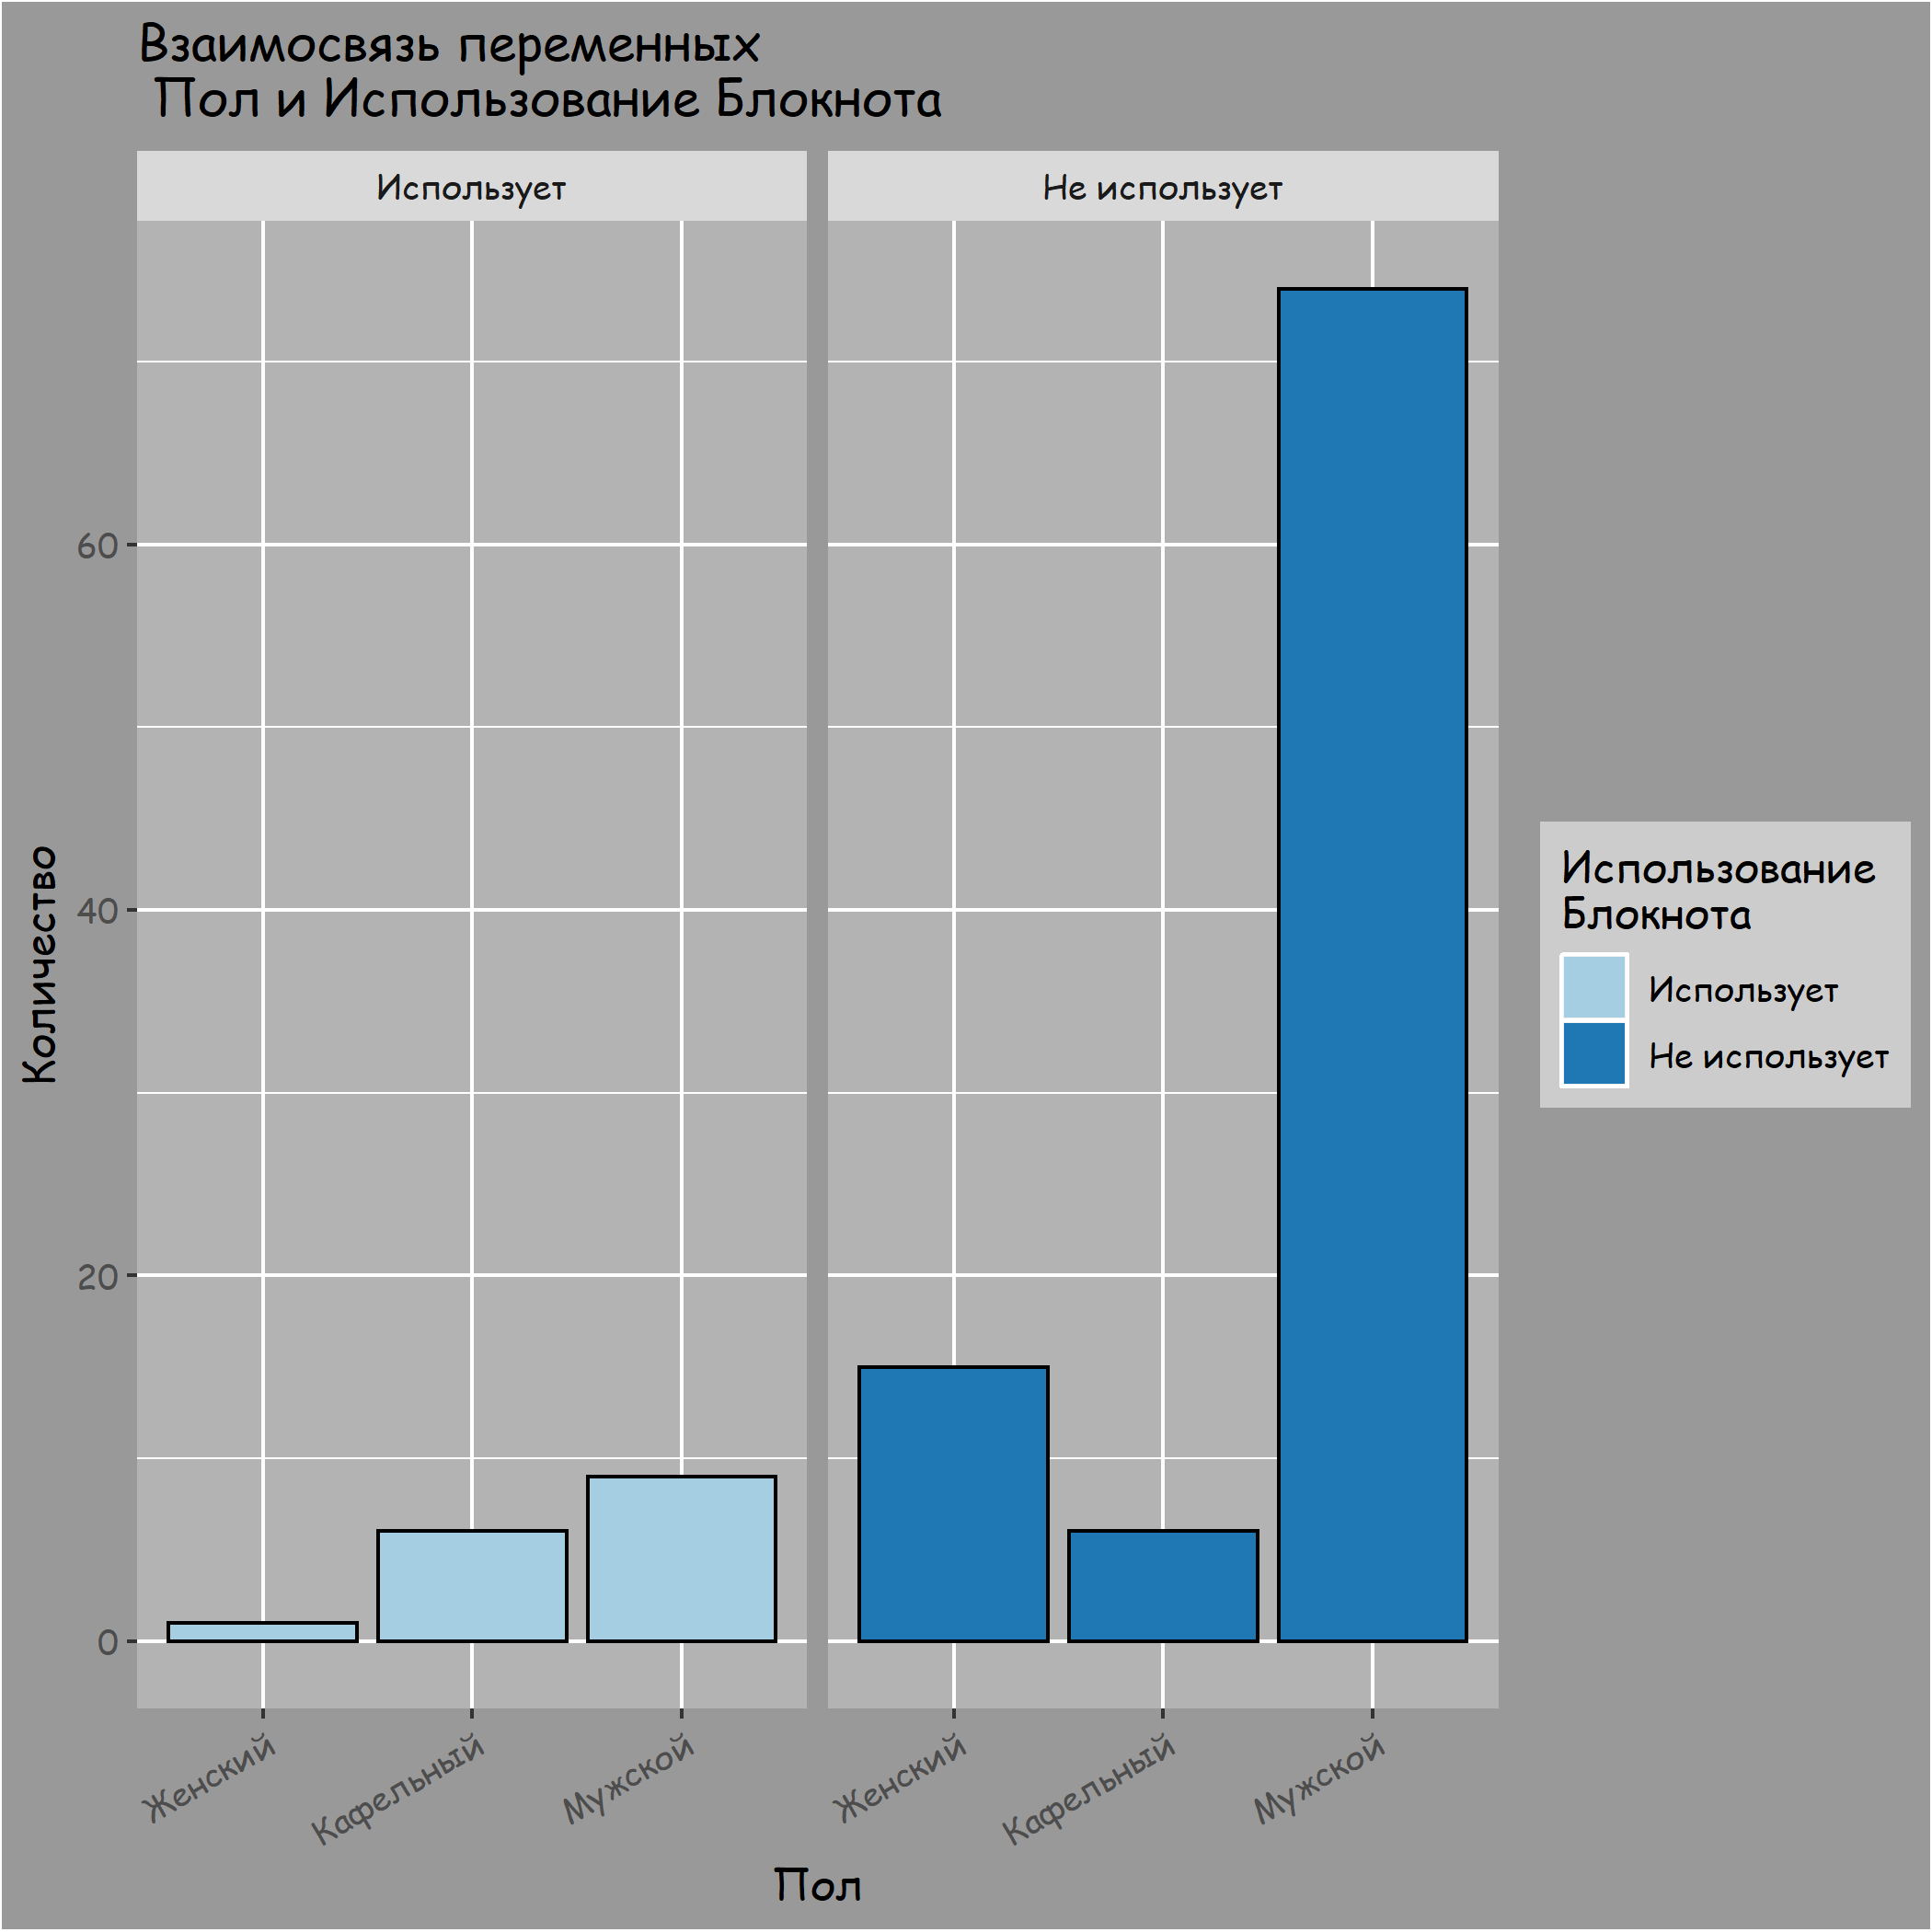 Взаимосвязь переменных
Пол и Использование Блокнота
Использует
Не использует
60
40
20
0
Количество
Женский
Кафельный
Мужской
Женский
Кафельный
Мужской
Пол
Использование
Блокнота
Использует
Не использует